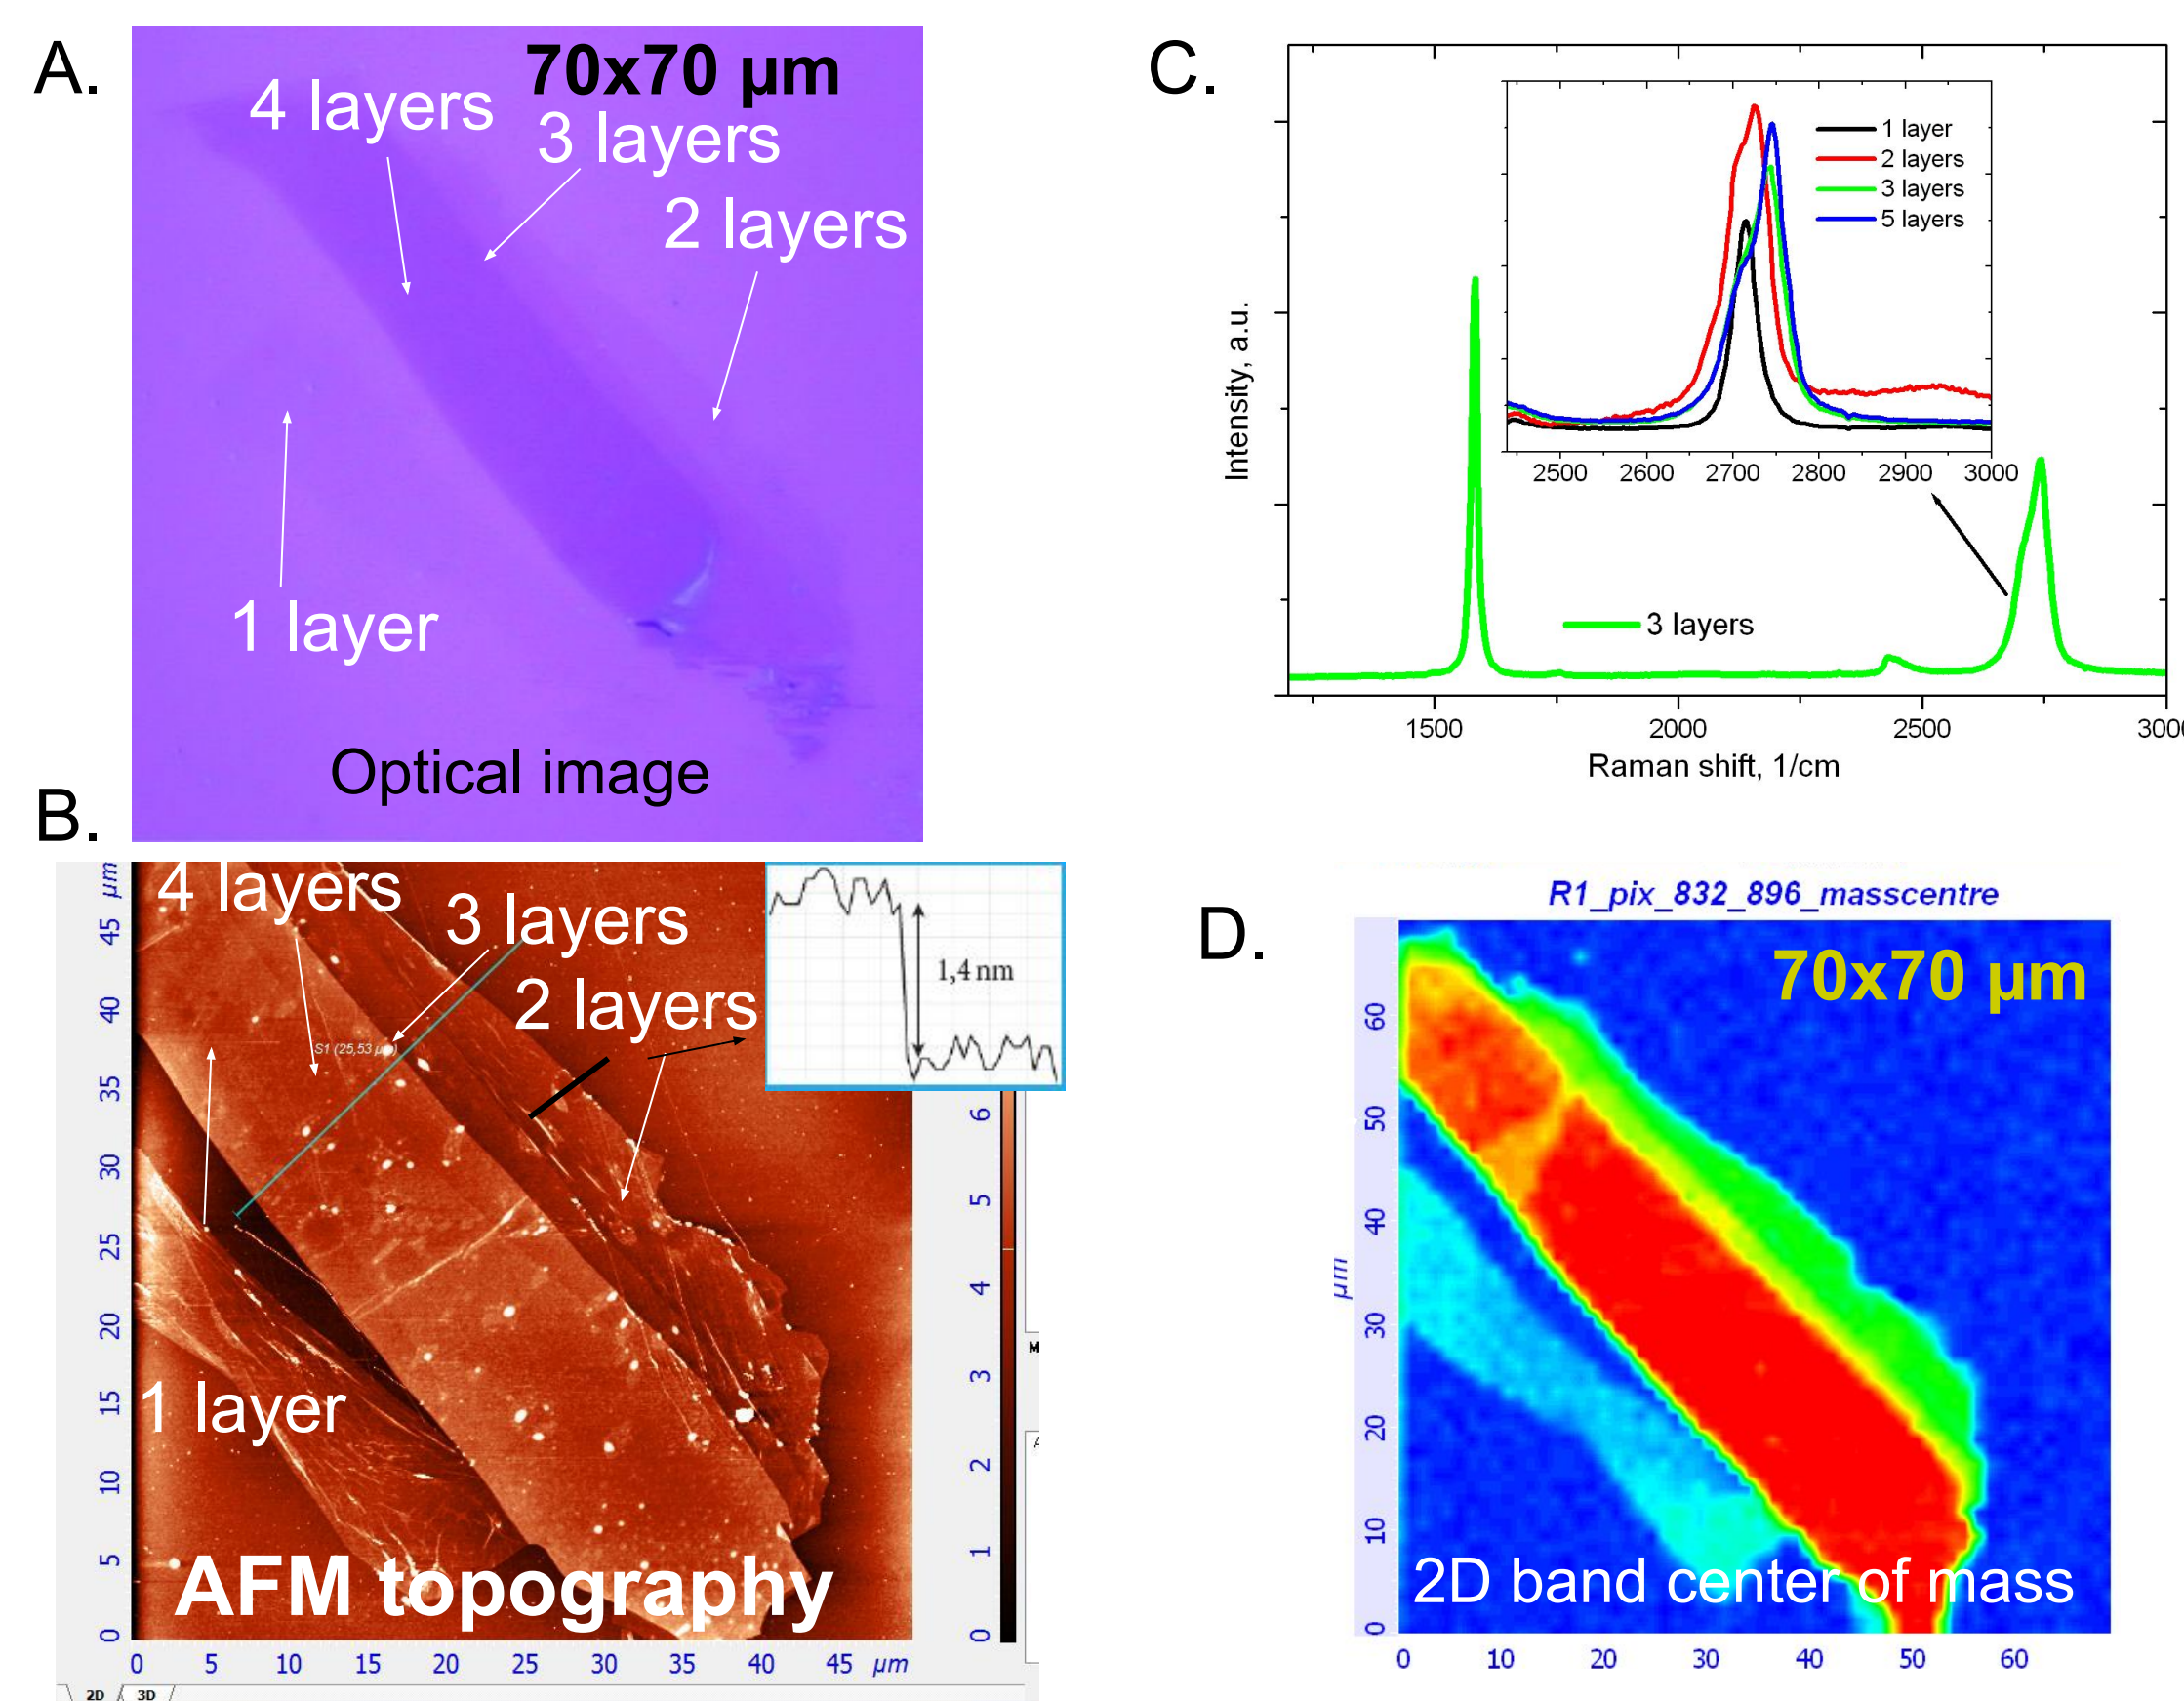 A.
70x70 µm
4 layers
3 layers
2 layers
1 layer
Optical image
B.
µm
45
40
35
30
25
20
15
10
5
0
4 layers
3 layers
2 layers
S1 (25,53 µm)
1 layer
AFM topography
1,4 nm
6
5
4
3
2
1
0
M
0 5 10 15 20 25 30 35 40 45 µm
2D 3D
C.
Intensity, a.u.
1 layer
2 layers
3 layers
5 layers
2500 2600 2700 2800 2900 3000
3 layers
1500 2000 2500 300
Raman shift, 1/cm
D.
R1_pix_832_896_masscentre
70x70 µm
µm
60
50
40
30
20
10
0
2D band center of mass
0 10 20 30 40 50 60